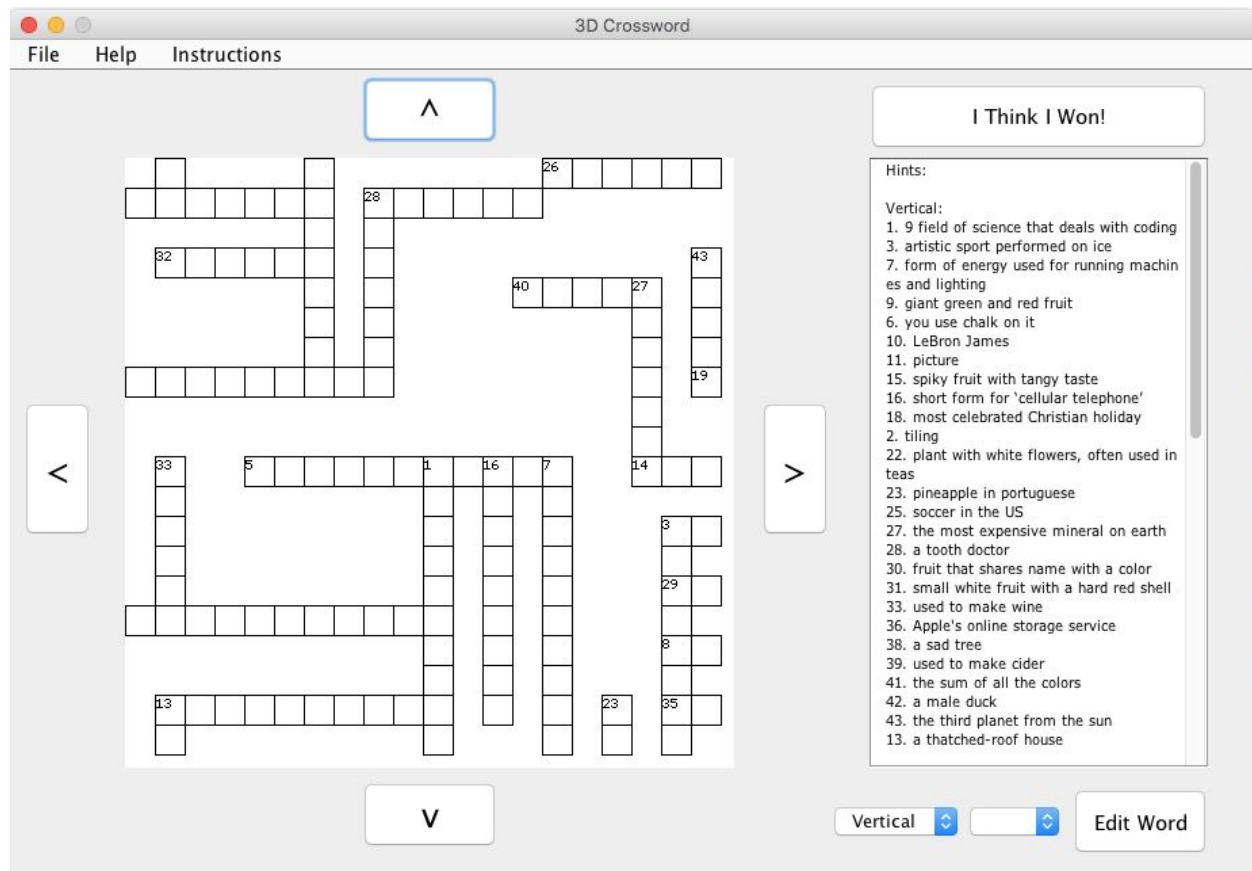 3D Crossword
File Help Instructions
^
I Think I Won!
26
28
32
43
40 27
19
33 5 1 16 7 14
3
29
8
13 23 35
<
>
Hints:
Vertical:
1. 9 field of science that deals with coding
3. artistic sport performed on ice
7. form of energy used for running machin
es and lighting
9. giant green and red fruit
6. you use chalk on it
10. LeBron James
11. picture
15. spiky fruit with tangy taste
16. short form for ‘cellular telephone’
18. most celebrated Christian holiday
2. tiling
22. plant with white flowers, often used in
teas
23. pineapple in portuguese
25. soccer in the US
27. the most expensive mineral on earth
28. a tooth doctor
30. fruit that shares name with a color
31. small white fruit with a hard red shell
33. used to make wine
36. Apple's online storage service
38. a sad tree
39. used to make cider
41. the sum of all the colors
42. a male duck
43. the third planet from the sun
13. a thatched-roof house
v
Vertical
Edit Word